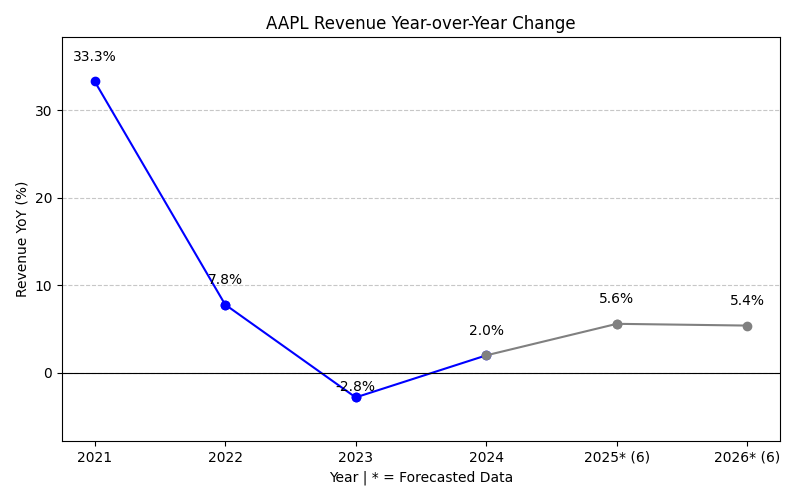 AAPL Revenue Year-over-Year Change
33.3%
7.8%
-2.8%
2.0%
5.6%
5.4%
Revenue YoY (%)
30
20
10
0
2021 2022 2023 2024 2025* (6) 2026* (6)
Year | * = Forecasted Data